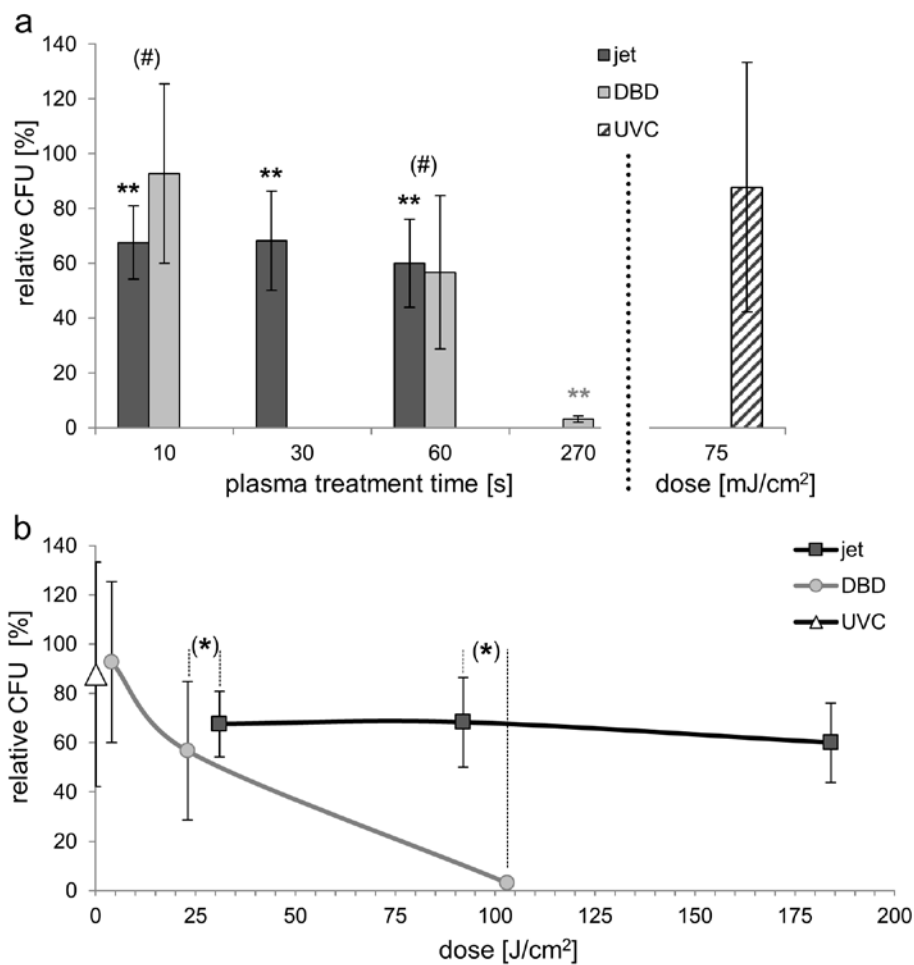 a
140
120
100
80
60
40
20
0
relative CFU [%]
(#)
**
**
(#)
**
**
jet
DBD
UVC
10 30 60 270 75
plasma treatment time [s] dose [mJ/cm²]
b
140
120
100
80
60
40
20
0
relative CFU [%]
(*)
(*)
jet
DBD
UVC
0 25 50 75 100 125 150 175 200
dose [J/cm²]